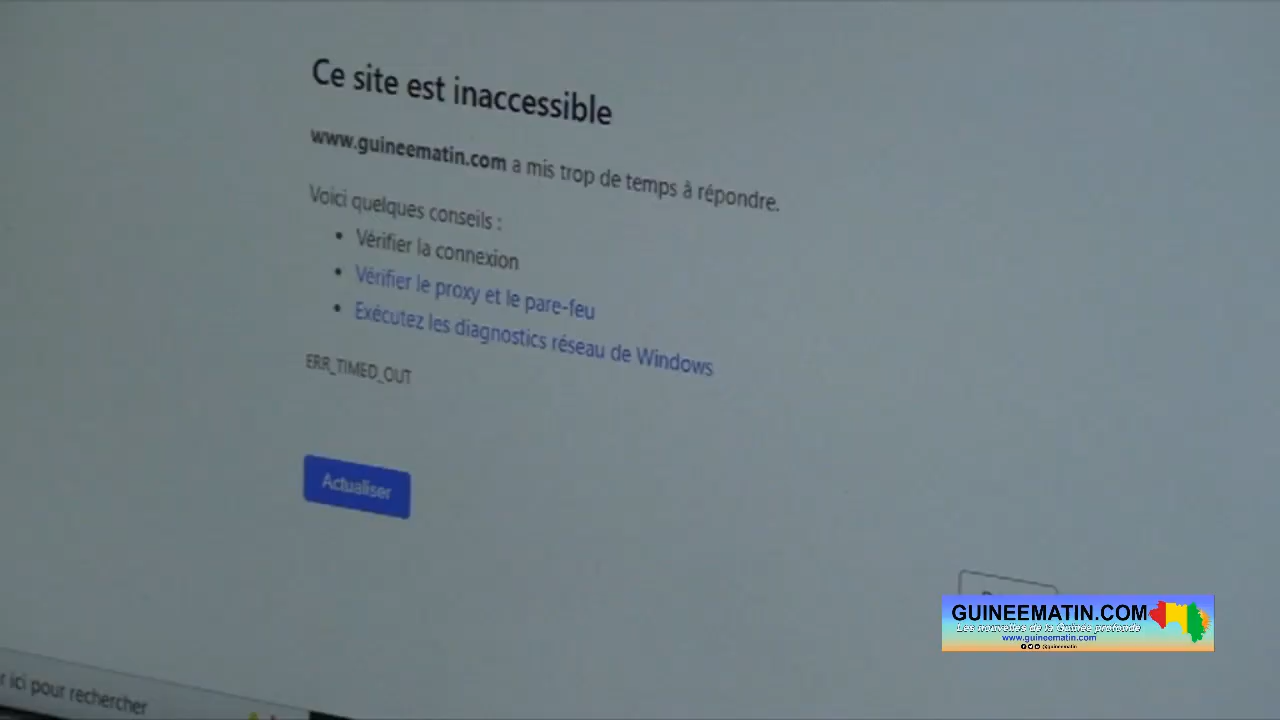 Ce site est inaccessible
www.guineematin.com a mis trop de temps à répondre.
Voici quelques conseils :
• Vérifier la connexion
• Vérifier le proxy et le pare-feu
• Exécutez les diagnostics réseau de Windows
ERR_TIMED_OUT
Actualiser
GUINEEMATIN.COM
Les nouvelles de la Guinée profonde
www.guineematin.com
@guineematin
ici pour rechercher